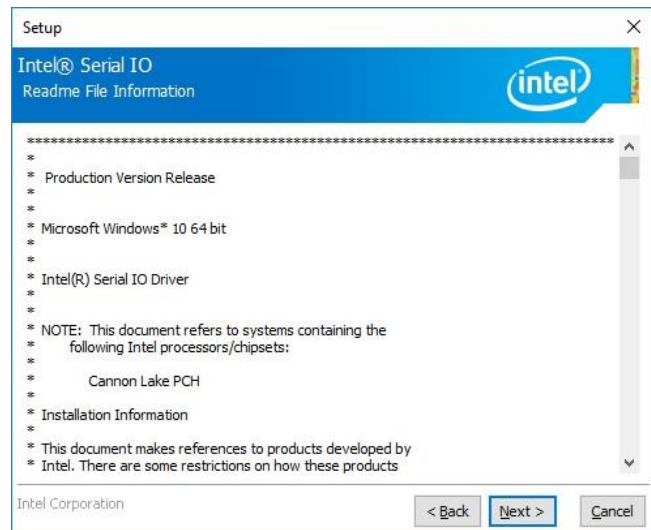 Setup
Intel® Serial IO
Readme File Information
intel
*******************************************************************************
*
* Production Version Release
*
*
* Microsoft Windows* 10 64 bit
*
*
* Intel(R) Serial IO Driver
*
*
* NOTE: This document refers to systems containing the
* following Intel processors/chipsets:
*
* Cannon Lake PCH
*
* Installation Information
*
* This document makes references to products developed by
* Intel. There are some restrictions on how these products
Intel Corporation
< Back
Next >
Cancel